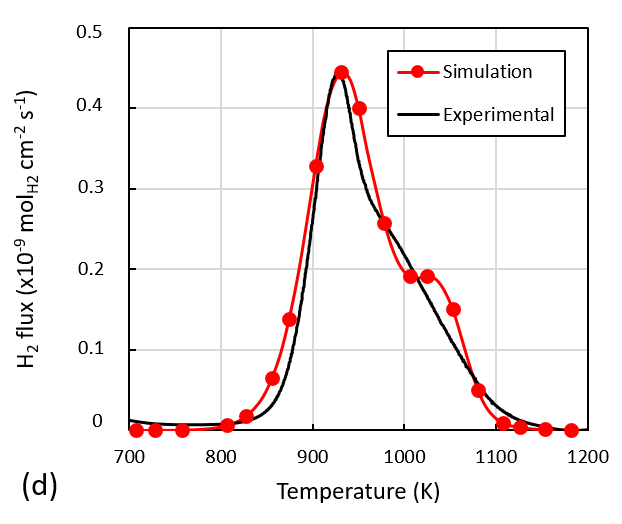 0.5
0.4
0.3
0.2
0.1
0
H2 flux (x10-9 molH2 cm-2 s-1)
Simulation
Experimental
700 800 900 1000 1100 1200
Temperature (K)
(d)